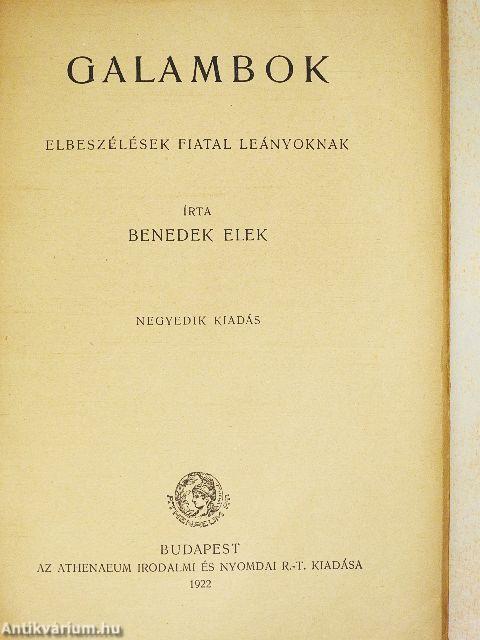 GALAMBOK
ELBESZÉLÉSEK FIATAL LEÁNYOKNAK
ÍRTA
BENEDEK ELEK
NEGYEDIK KIADÁS
ATHENAEUM
BUDAPEST
AZ ATHENAEUM IRODALMI ÉS NYOMDAI R.-T. KIADÁSA
1922
Antikvárium.hu